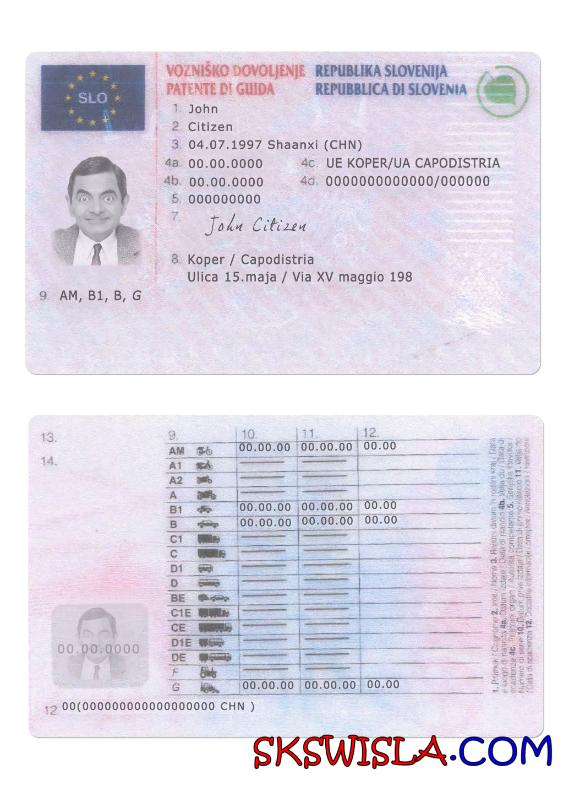 VOZNIŠKO DOVOLJENJE REPUBLIKA SLOVENIJA
PATENTE DI GUIDA REPUBBLICA DI SLOVENIA
SLO
1. John
2. Citizen
3. 04.07.1997 Shaanxi (CHN)
4a. 00.00.0000 4c. UE KOPER/UA CAPODISTRIA
4b. 00.00.0000 4d. 0000000000000/000000
5. 000000000
7. John Citizen
8. Koper / Capodistria
Ulica 15.maja / Via XV maggio 198
9. AM, B1, B, G
13.
14.
9. 10. 11. 12.
AM 00.00.00 00.00.00 00.00
A1
A2
A
B1 00.00.00 00.00.00 00.00
B 00.00.00 00.00.00 00.00
C1
C
D1
D
BE
C1E
CE
D1E
DE
F
G 00.00.00 00.00.00 00.00
00.00.0000
12 00(000000000000000000 CHN )
SKSWISLA.COM